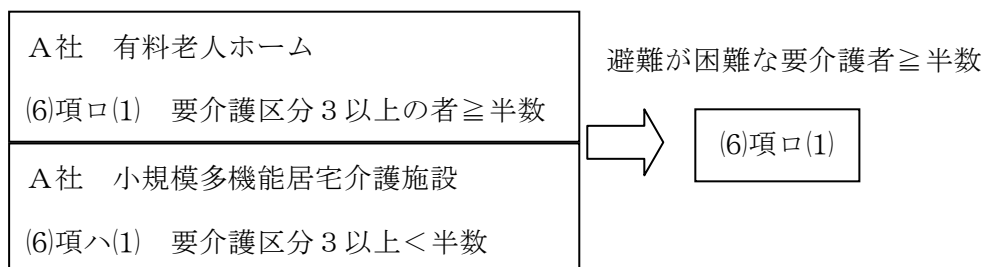 A社 有料老人ホーム
⑹項ロ⑴ 要介護区分3以上の者≧半数
A社 小規模多機能居宅介護施設
⑹項ハ⑴ 要介護区分3以上<半数
避難が困難な要介護者≧半数
⑹項ロ⑴